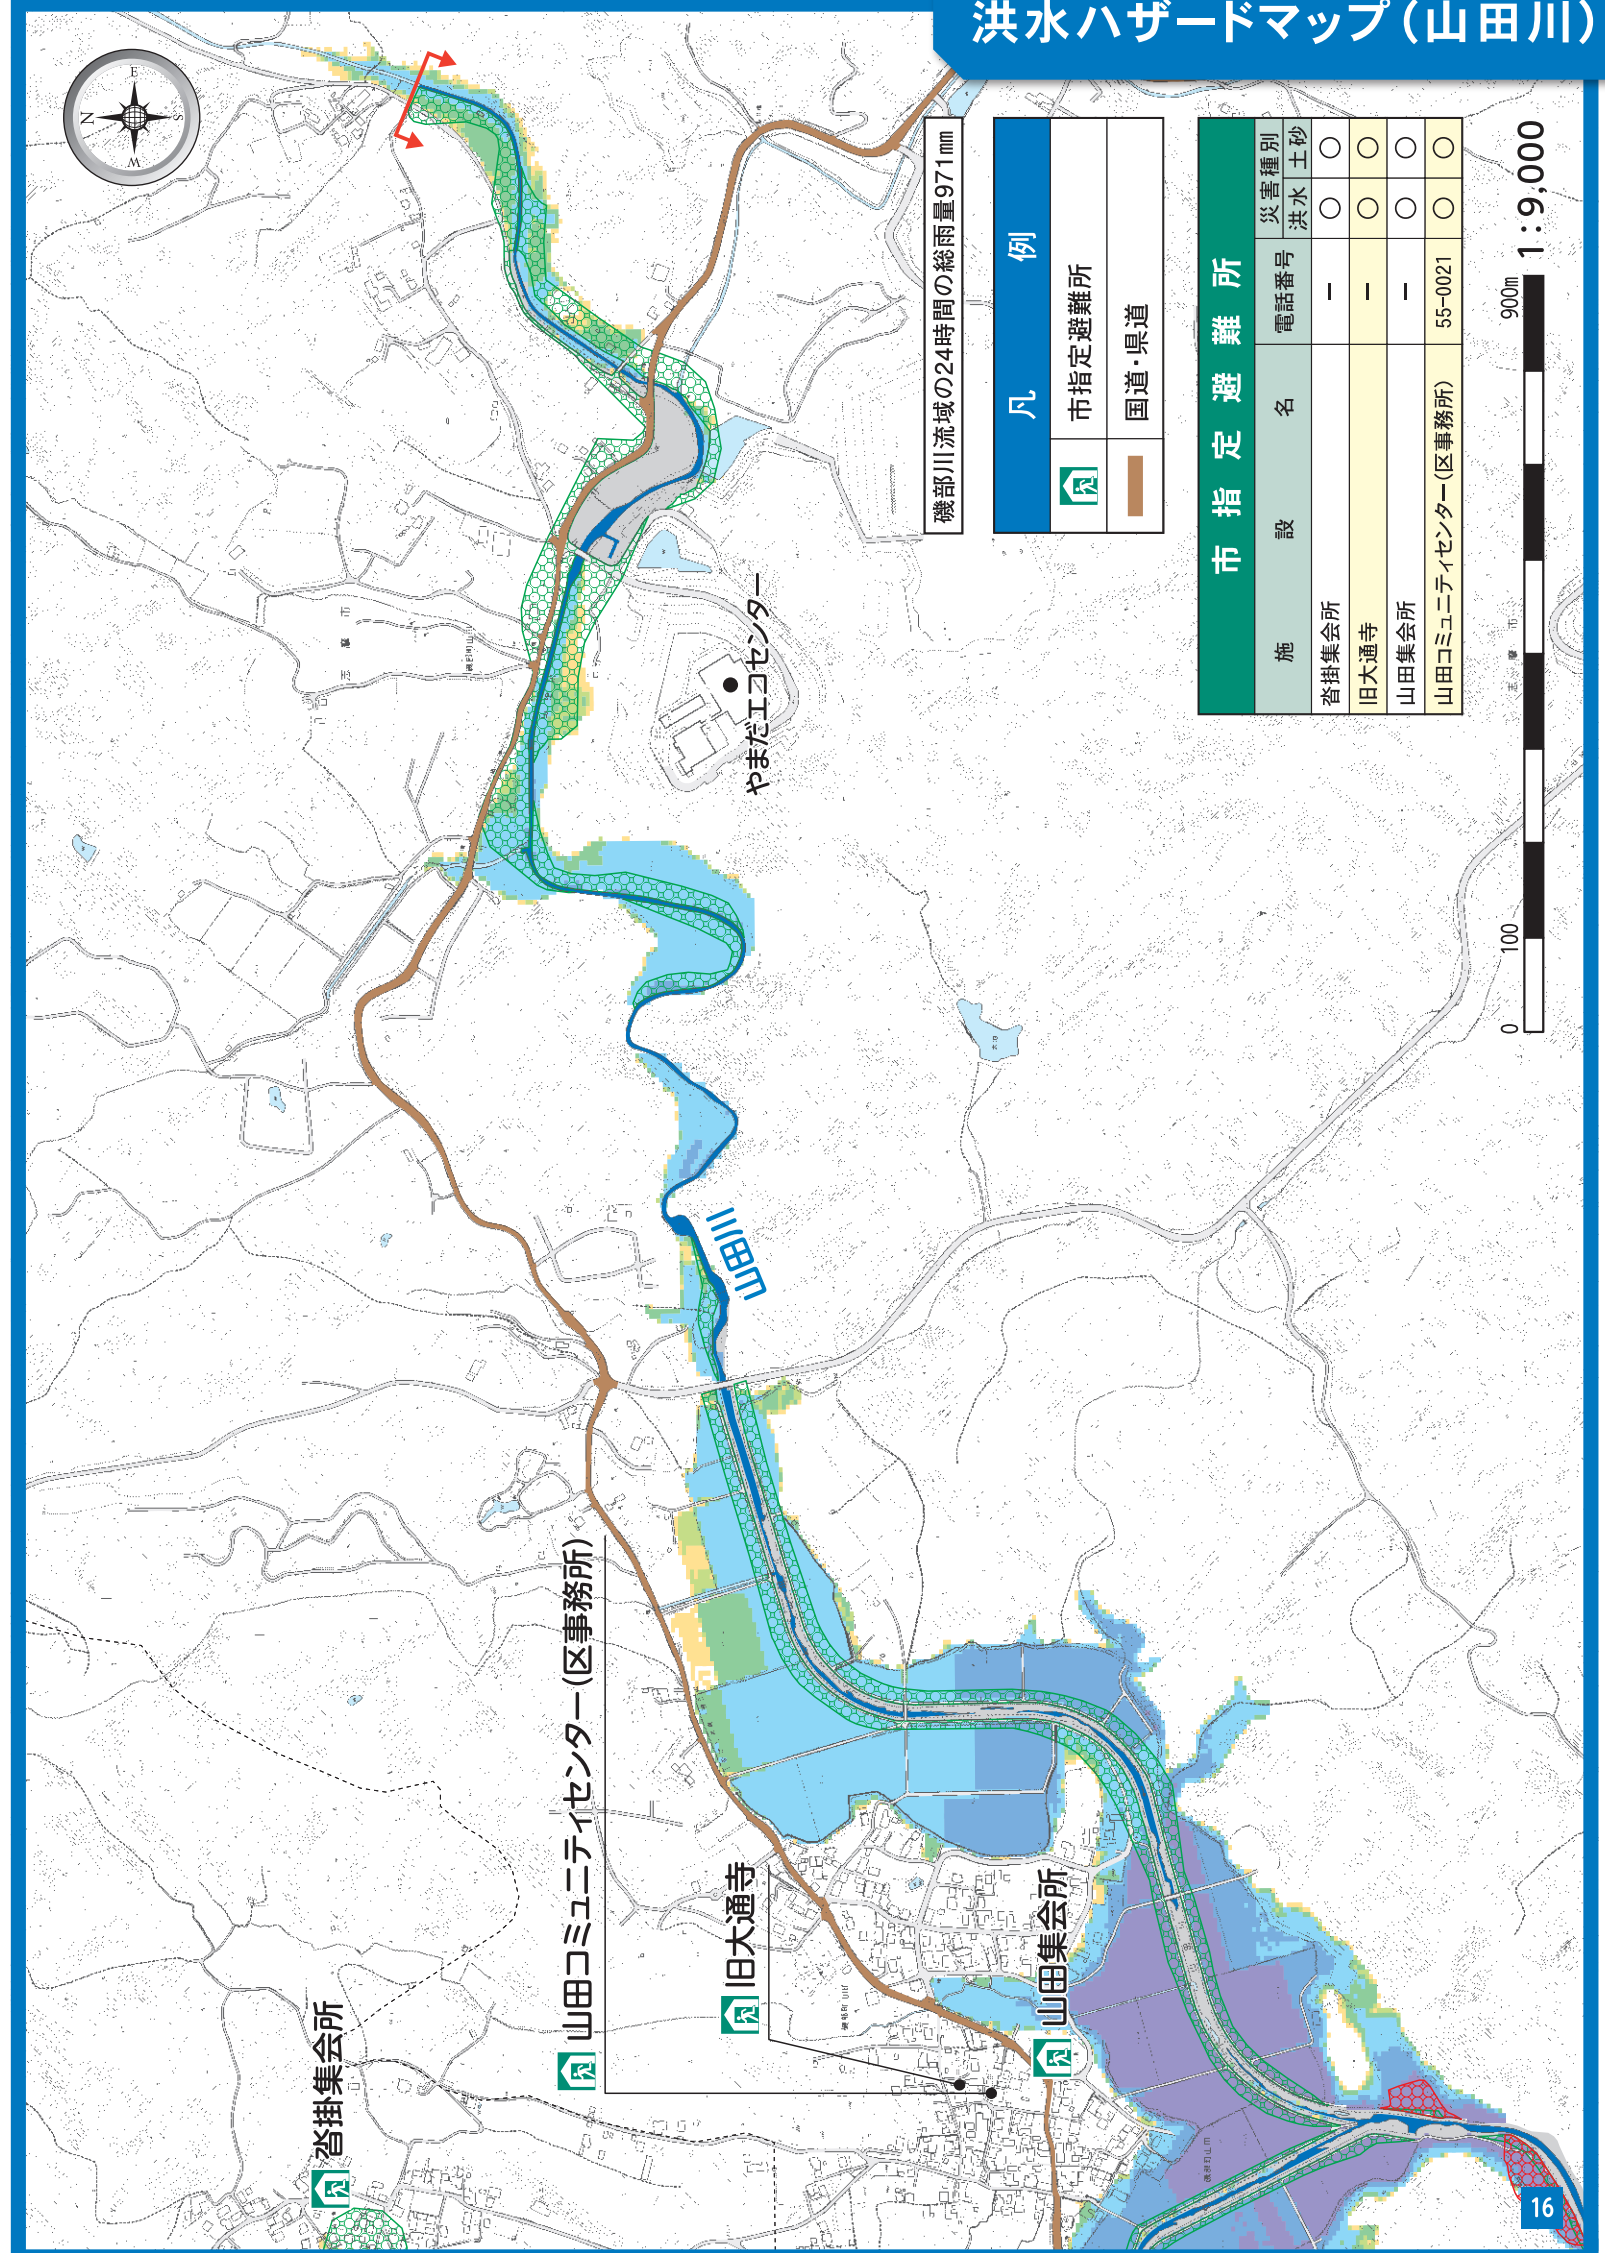 洪水ハザードマップ（山田川）
N
E
S
W
磯部川流域の24時間の総雨量971mm
凡例
市指定避難所
国道・県道
市指定避難所
施設名 電話番号 災害種別
洪水 土砂
沓掛集会所 － ○ ○
旧大通寺 － ○ ○
山田集会所 － ○ ○
山田コミュニティセンター（区事務所） 55-0021 ○ ○
0 100 900m
1:9,000
志摩市
志摩市
やまだエコセンター
山田川
山田コミュニティセンター（区事務所）
旧大通寺
山田集会所
沓掛集会所
16